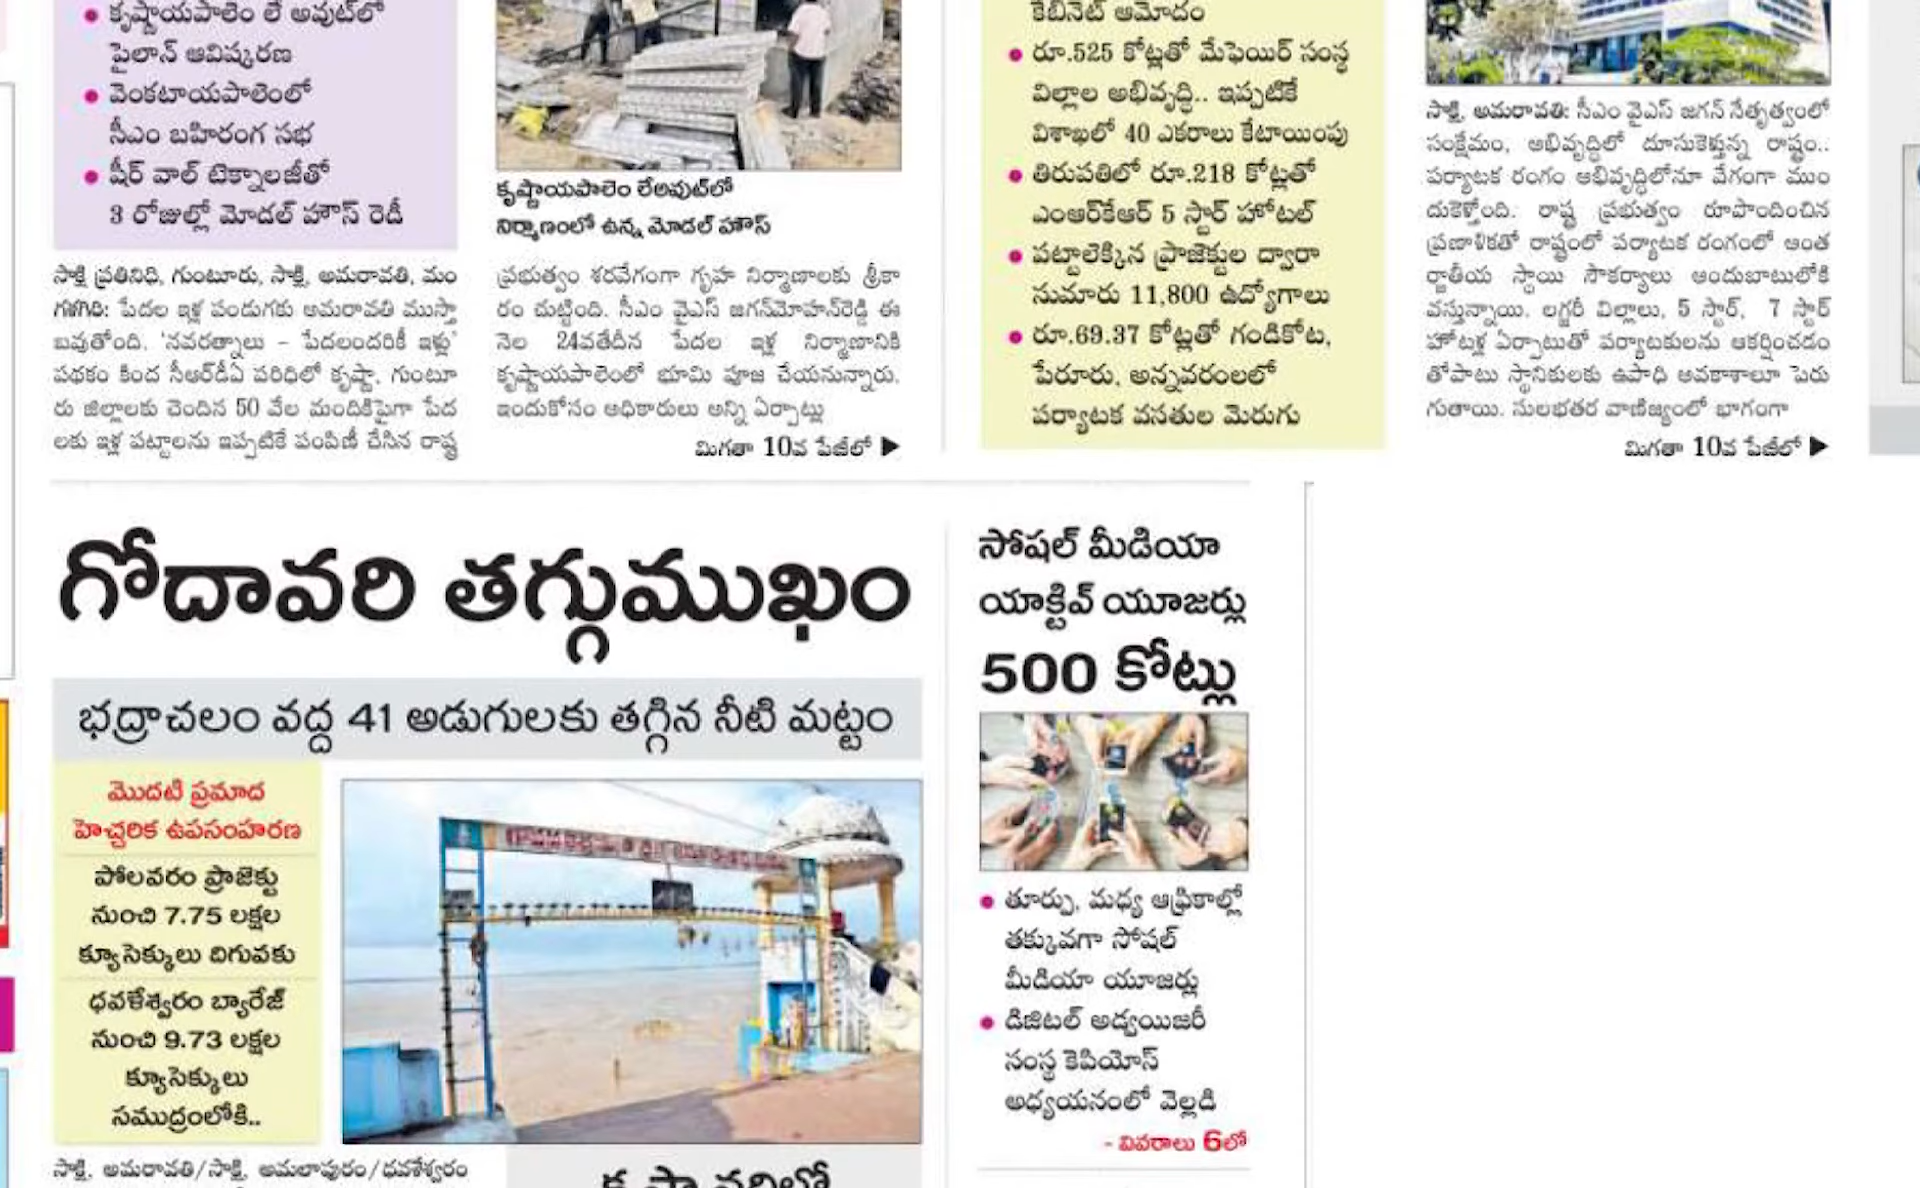 కృష్ణాయపాలెం లే అవుట్‌లో
పైలాన్ ఆవిష్కరణ
వెంకటాయపాలెంలో
సీఎం బహిరంగ సభ
షీర్ వాల్ టెక్నాలజీతో
3 రోజుల్లో మోడల్ హౌస్ రెడీ
కృష్ణాయపాలెం లేఅవుట్‌లో
నిర్మాణంలో ఉన్న మోడల్ హౌస్
సాక్షి ప్రతినిధి, గుంటూరు, సాక్షి, అమరావతి, మం
గళగిరి: పేదల ఇళ్ల పండుగకు అమరావతి ముస్తా
బవుతోంది. 'నవరత్నాలు – పేదలందరికీ ఇళ్లు'
పథకం కింద సీఆర్‌డీఏ పరిధిలో కృష్ణా, గుంటూ
రు జిల్లాలకు చెందిన 50 వేల మందికిపైగా పేద
లకు ఇళ్ల పట్టాలను ఇప్పటికే పంపిణీ చేసిన రాష్ట్ర
ప్రభుత్వం శరవేగంగా గృహ నిర్మాణాలకు శ్రీకా
రం చుట్టింది. సీఎం వైఎస్ జగన్‌మోహన్‌రెడ్డి ఈ
నెల 24వతేదీన పేదల ఇళ్ల నిర్మాణానికి
కృష్ణాయపాలెంలో భూమి పూజ చేయనున్నారు.
ఇందుకోసం అధికారులు అన్ని ఏర్పాట్లు
మిగతా 10వ పేజీలో ▶
కేబినెట్ ఆమోదం
రూ.525 కోట్లతో మేఫెయిర్ సంస్థ
విల్లాల అభివృద్ధి.. ఇప్పటికే
విశాఖలో 40 ఎకరాలు కేటాయింపు
తిరుపతిలో రూ.218 కోట్లతో
ఎంఆర్‌కేఆర్ 5 స్టార్ హోటల్
పట్టాలెక్కిన ప్రాజెక్టుల ద్వారా
సుమారు 11,800 ఉద్యోగాలు
రూ.69.37 కోట్లతో గండికోట,
పేరూరు, అన్నవరంలలో
పర్యాటక వసతుల మెరుగు
సాక్షి, అమరావతి: సీఎం వైఎస్ జగన్ నేతృత్వంలో
సంక్షేమం, అభివృద్ధిలో దూసుకెళ్తున్న రాష్ట్రం..
పర్యాటక రంగం అభివృద్ధిలోనూ వేగంగా ముం
దుకెళ్తోంది. రాష్ట్ర ప్రభుత్వం రూపొందించిన
ప్రణాళికతో రాష్ట్రంలో పర్యాటక రంగంలో అంత
ర్జాతీయ స్థాయి సౌకర్యాలు అందుబాటులోకి
వస్తున్నాయి. లగ్జరీ విల్లాలు, 5 స్టార్, 7 స్టార్
హోటళ్ల ఏర్పాటుతో పర్యాటకులను ఆకర్షించడం
తోపాటు స్థానికులకు ఉపాధి అవకాశాలూ పెరు
గుతాయి. సులభతర వాణిజ్యంలో భాగంగా
మిగతా 10వ పేజీలో ▶
గోదావరి తగ్గుముఖం
భద్రాచలం వద్ద 41 అడుగులకు తగ్గిన నీటి మట్టం
మొదటి ప్రమాద
హెచ్చరిక ఉపసంహరణ
పోలవరం ప్రాజెక్టు
నుంచి 7.75 లక్షల
క్యూసెక్కులు దిగువకు
ధవళేశ్వరం బ్యారేజ్
నుంచి 9.73 లక్షల
క్యూసెక్కులు
సముద్రంలోకి..
సాక్షి, అమరావతి/సాక్షి, అమలాపురం/ధవళేశ్వరం
సోషల్ మీడియా
యాక్టివ్ యూజర్లు
500 కోట్లు
తూర్పు, మధ్య ఆఫ్రికాల్లో
తక్కువగా సోషల్
మీడియా యూజర్లు
డిజిటల్ అడ్వయిజరీ
సంస్థ కెపియోస్
అధ్యయనంలో వెల్లడి
- వివరాలు 6లో